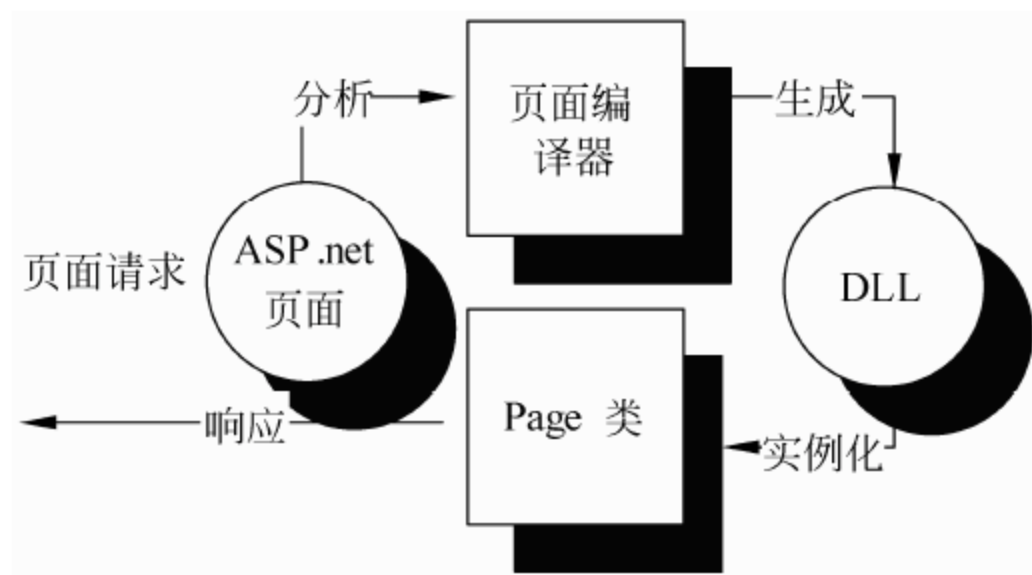 分析
页面编
译器
生成
页面请求
ASP .net
页面
DLL
Page 类
响应
实例化